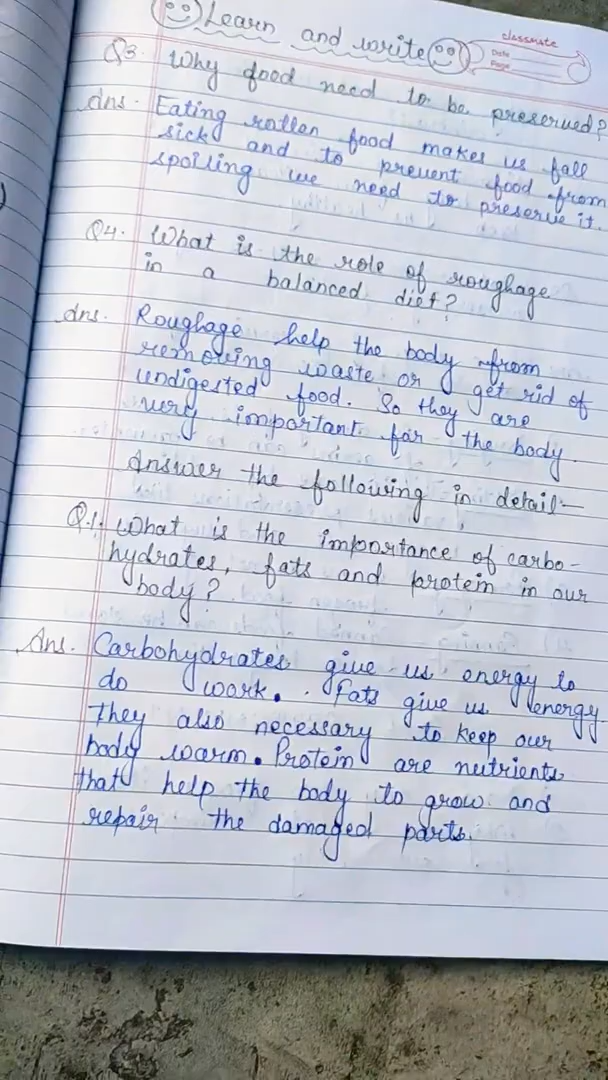 Learn and write
classmate
Date
Page
Q3. Why food need to be preserved?
Ans. Eating rotten food makes us fall
sick and to prevent food from
spoiling we need to preserve it.
Q4. What is the role of roughage
in a balanced diet?
Ans. Roughage help the body from
removing waste or get rid of
undigested food. So they are
very important for the body.
Answer the following in detail-
Q.1. What is the importance of carbo-
hydrates, fats and protein in our
body?
Ans. Carbohydrates give us energy to
do work. Fats give us energy
they also necessary to keep our
body warm. Protein are nutrients
that help the body to grow and
repair the damaged parts.